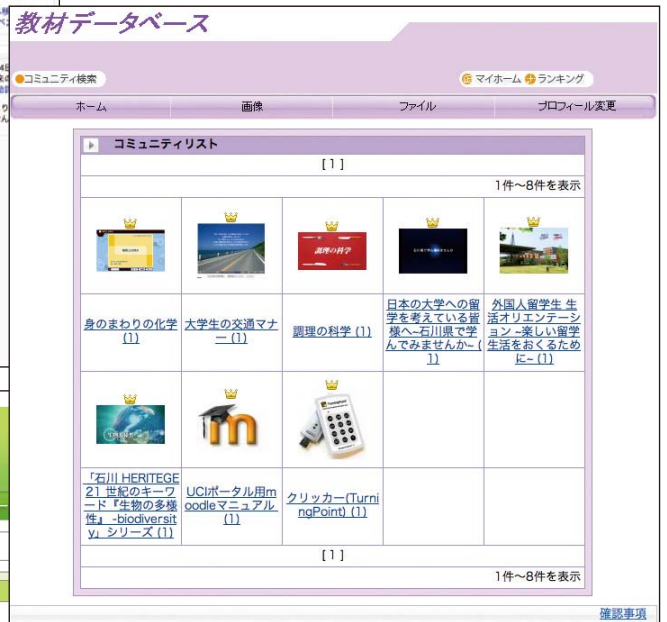 教材データベース
コミュニティ検索
マイホーム ランキング
ホーム 画像 ファイル プロフィール変更
コミュニティリスト
[ 1 ]
1件~8件を表示
調理の科学
身のまわりの化学
(1)
大学生の交通マナ
ー (1)
調理の科学 (1)
日本の大学への留
学を考えている皆
様へ~石川県で学
んでみませんか~ (
1)
外国人留学生 生
活オリエンテーシ
ョン ~楽しい留学
生活をおくるため
に~ (1)
「石川 HERITEGE
21 世紀のキーワ
ード『生物の多様
性』 -biodiversit
y」シリーズ (1)
UCIポータル用m
oodleマニュアル
(1)
クリッカー(Turni
ngPoint) (1)
[ 1 ]
1件~8件を表示
確認事項